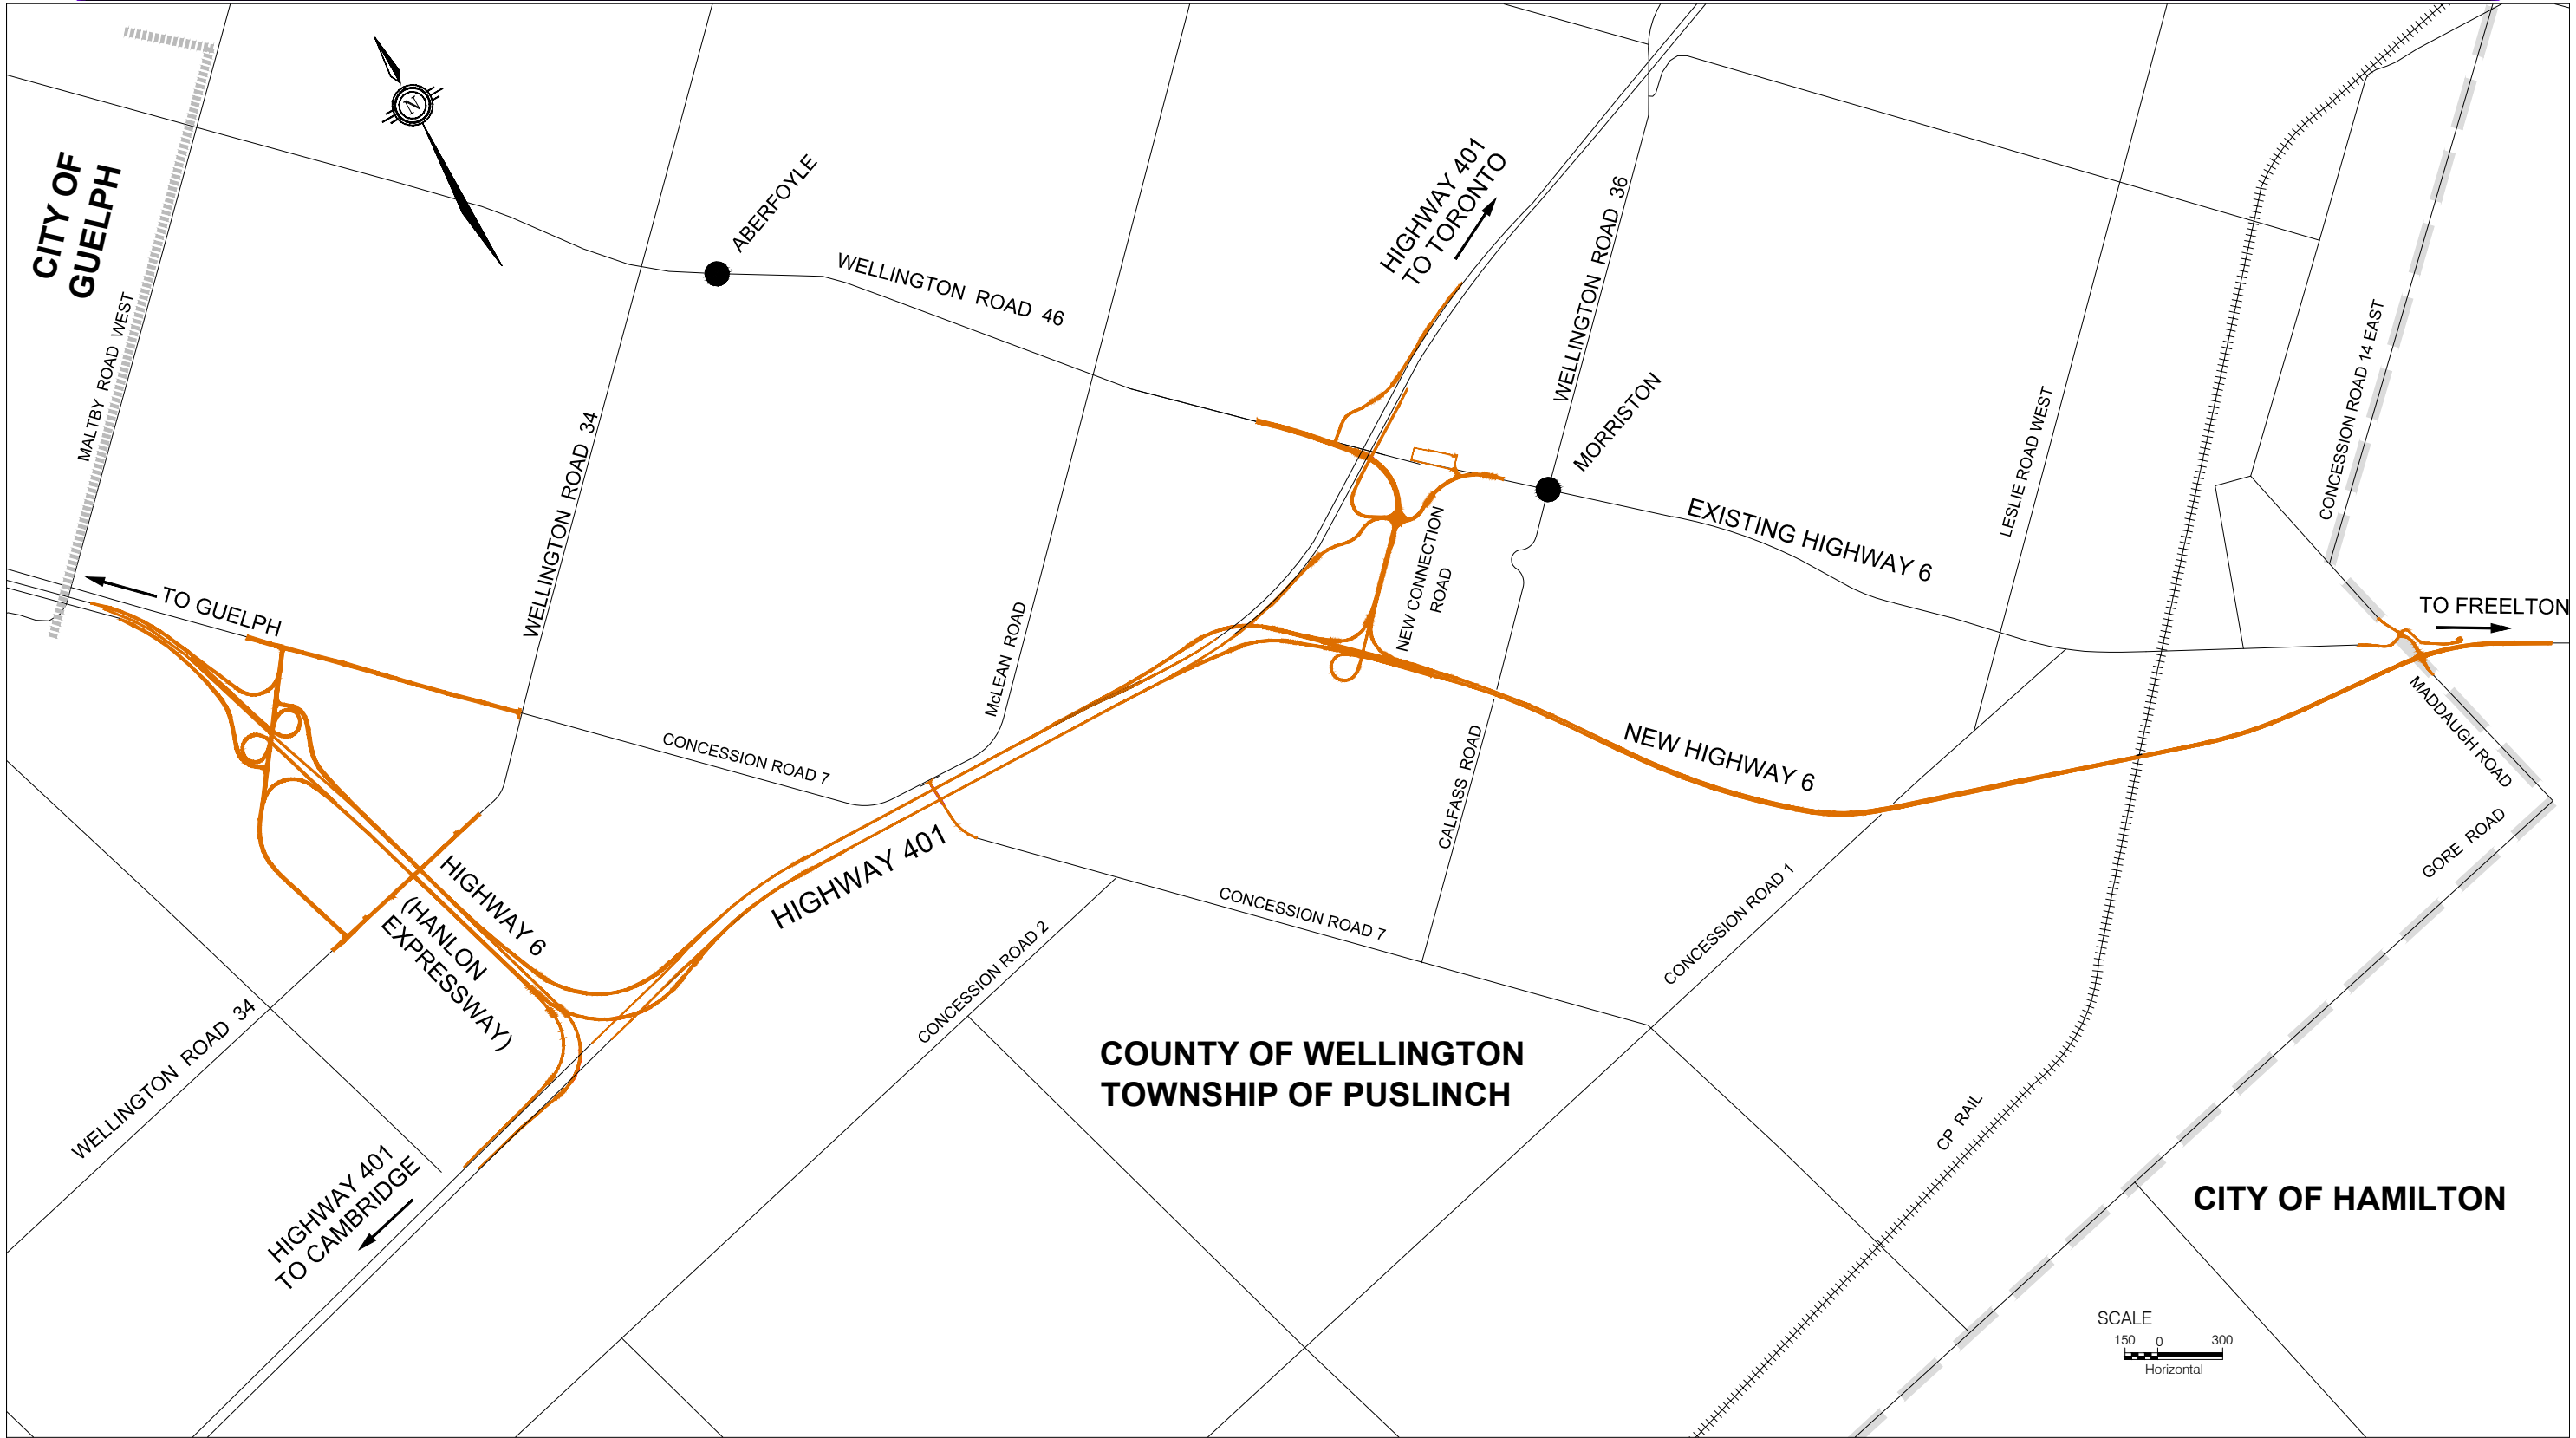 CITY OF
GUELPH
N
ABERFOYLE
WELLINGTON ROAD 46
HIGHWAY 401
TO TORONTO
WELLINGTON ROAD 36
MORRISTON
MALTBY ROAD WEST
WELLINGTON ROAD 34
TO GUELPH
McLEAN ROAD
NEW CONNECTION
ROAD
EXISTING HIGHWAY 6
LESLIE ROAD WEST
CONCESSION ROAD 14 EAST
TO FREELTON
MADDAUGH ROAD
GORE ROAD
NEW HIGHWAY 6
CALFASS ROAD
CONCESSION ROAD 7
HIGHWAY 401
HIGHWAY 6
(HANLON
EXPRESSWAY)
CONCESSION ROAD 7
CONCESSION ROAD 1
CONCESSION ROAD 2
WELLINGTON ROAD 34
HIGHWAY 401
TO CAMBRIDGE
COUNTY OF WELLINGTON
TOWNSHIP OF PUSLINCH
CP RAIL
CITY OF HAMILTON
SCALE
150 0 300
Horizontal